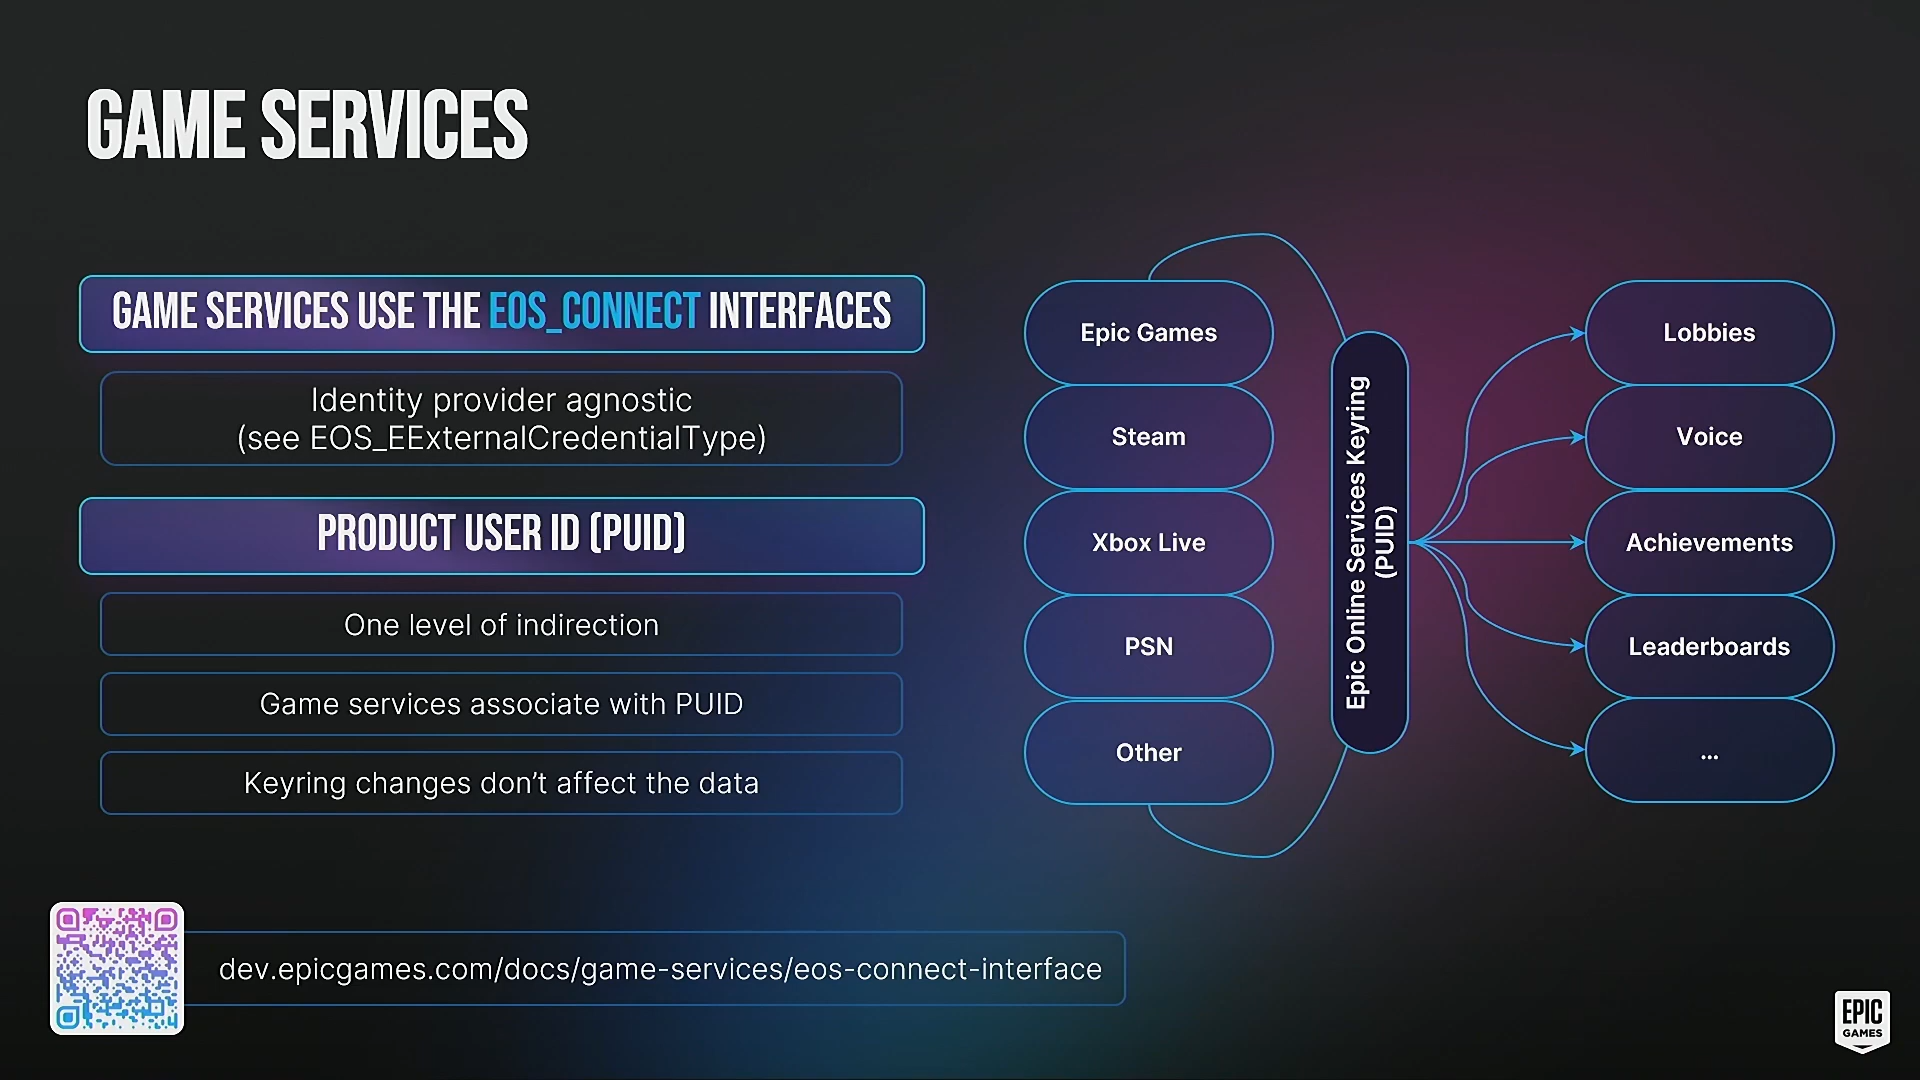 GAME SERVICES
GAME SERVICES USE THE EOS_CONNECT INTERFACES
Identity provider agnostic
(see EOS_EExternalCredentialType)
PRODUCT USER ID (PUID)
One level of indirection
Game services associate with PUID
Keyring changes don't affect the data
Epic Games
Steam
Xbox Live
PSN
Other
Epic Online Services Keyring
(PUID)
Lobbies
Voice
Achievements
Leaderboards
...
dev.epicgames.com/docs/game-services/eos-connect-interface
EPIC
GAMES